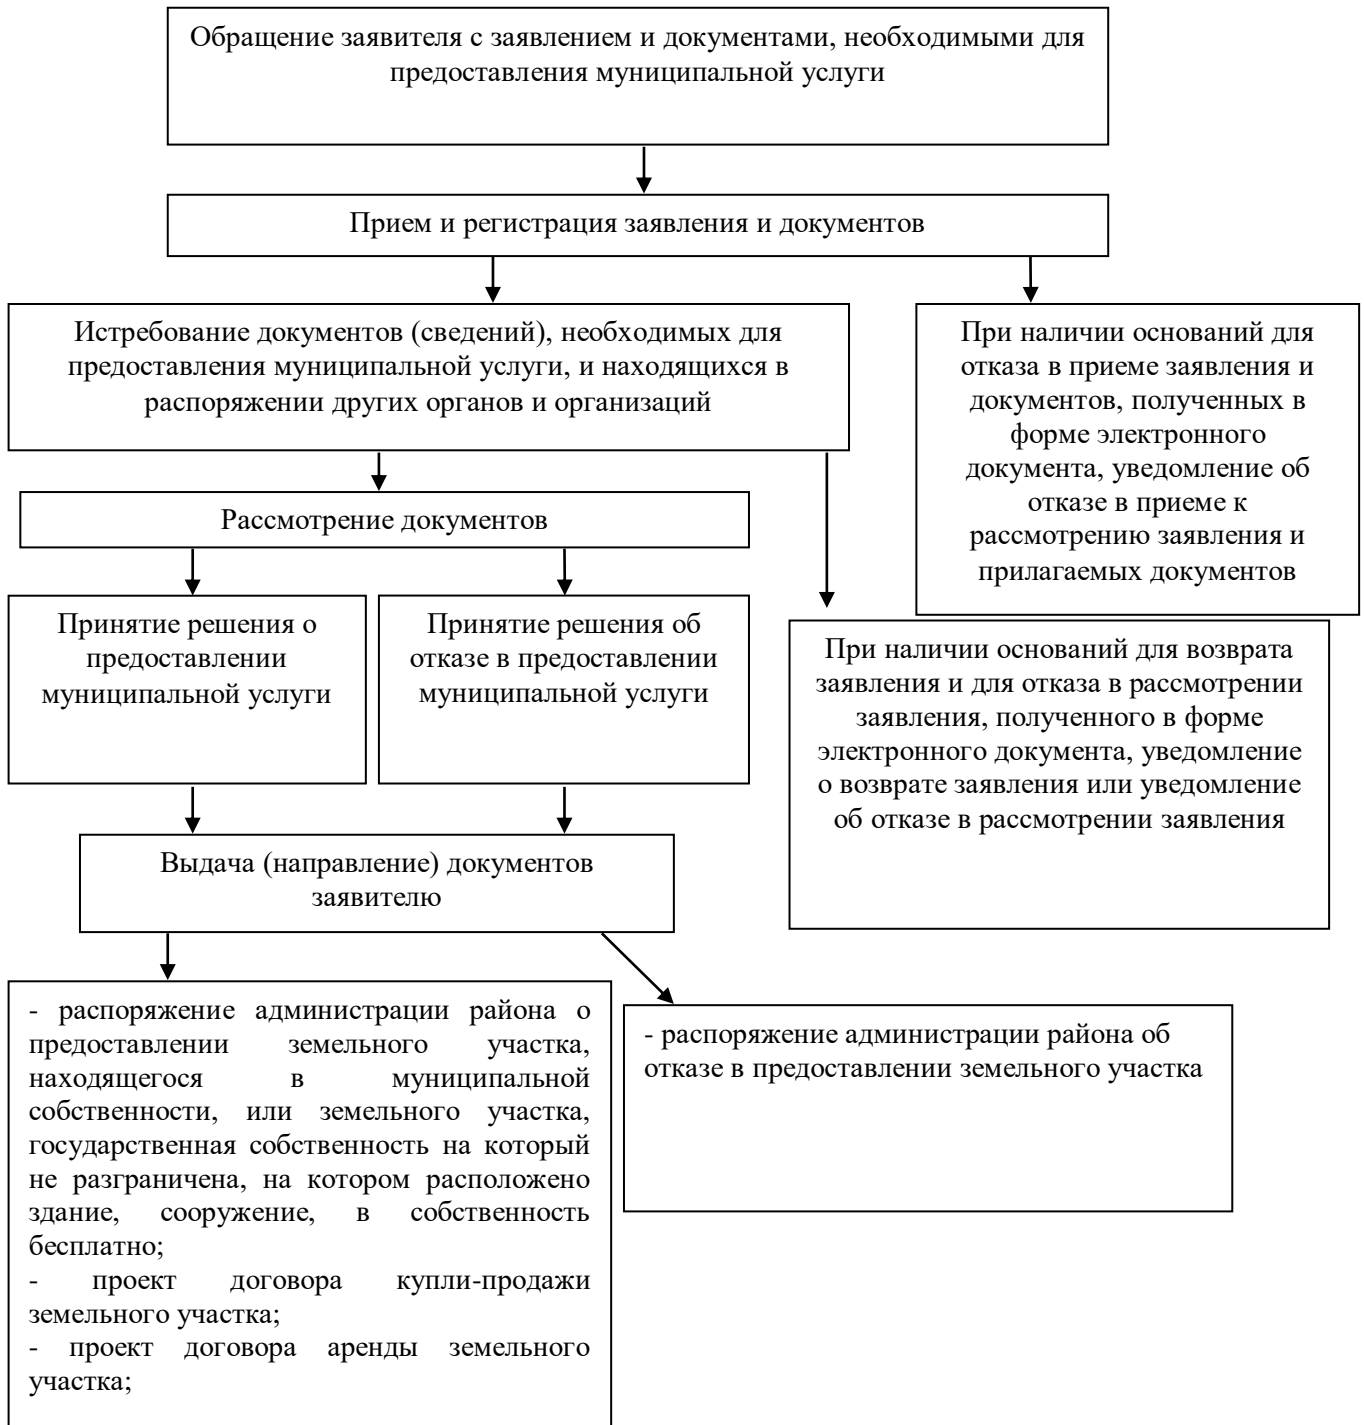 Обращение заявителя с заявлением и документами, необходимыми для
предоставления муниципальной услуги
Прием и регистрация заявления и документов
Истребование документов (сведений), необходимых для
предоставления муниципальной услуги, и находящихся в
распоряжении других органов и организаций
При наличии оснований для
отказа в приеме заявления и
документов, полученных в
форме электронного
документа, уведомление об
отказе в приеме к
рассмотрению заявления и
прилагаемых документов
Рассмотрение документов
Принятие решения о
предоставлении
муниципальной услуги
Принятие решения об
отказе в предоставлении
муниципальной услуги
При наличии оснований для возврата
заявления и для отказа в рассмотрении
заявления, полученного в форме
электронного документа, уведомление
о возврате заявления или уведомление
об отказе в рассмотрении заявления
Выдача (направление) документов
заявителю
- распоряжение администрации района о
предоставлении земельного участка,
находящегося в муниципальной
собственности, или земельного участка,
государственная собственность на который
не разграничена, на котором расположено
здание, сооружение, в собственность
бесплатно;
- проект договора купли-продажи
земельного участка;
- проект договора аренды земельного
участка;
- распоряжение администрации района об
отказе в предоставлении земельного участка